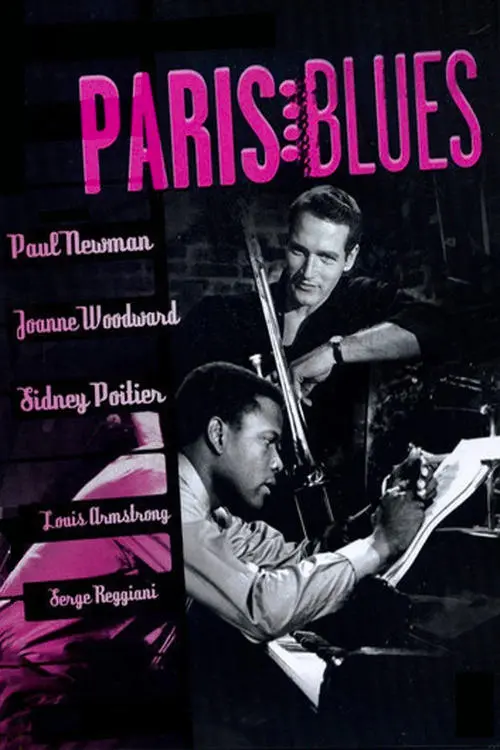 PARIS BLUES
Paul Newman
Joanne Woodward
Sidney Poitier
Louis Armstrong
Serge Reggiani